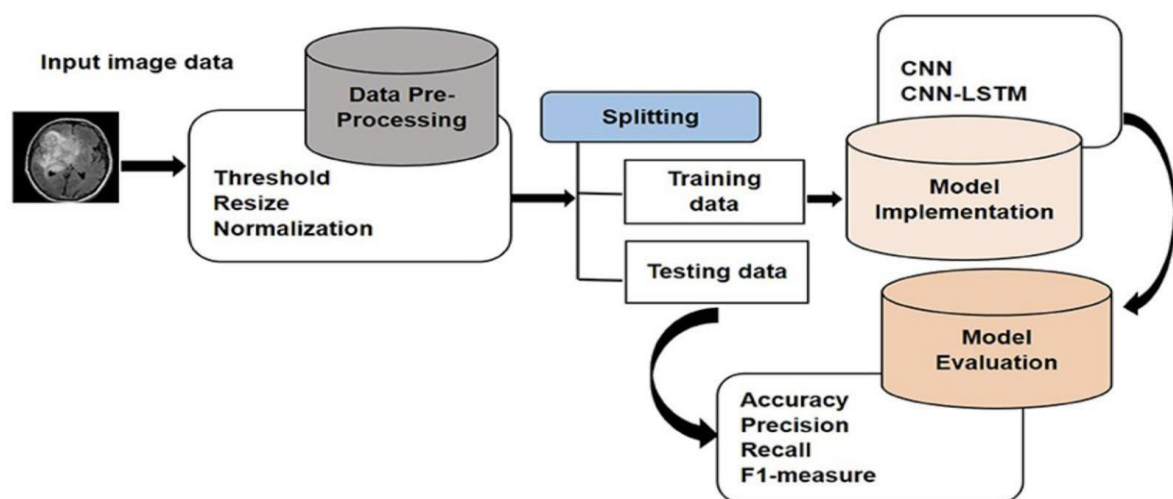 Input image data
Data Pre-
Processing
Threshold
Resize
Normalization
Splitting
Training
data
Testing data
CNN
CNN-LSTM
Model
Implementation
Model
Evaluation
Accuracy
Precision
Recall
F1-measure